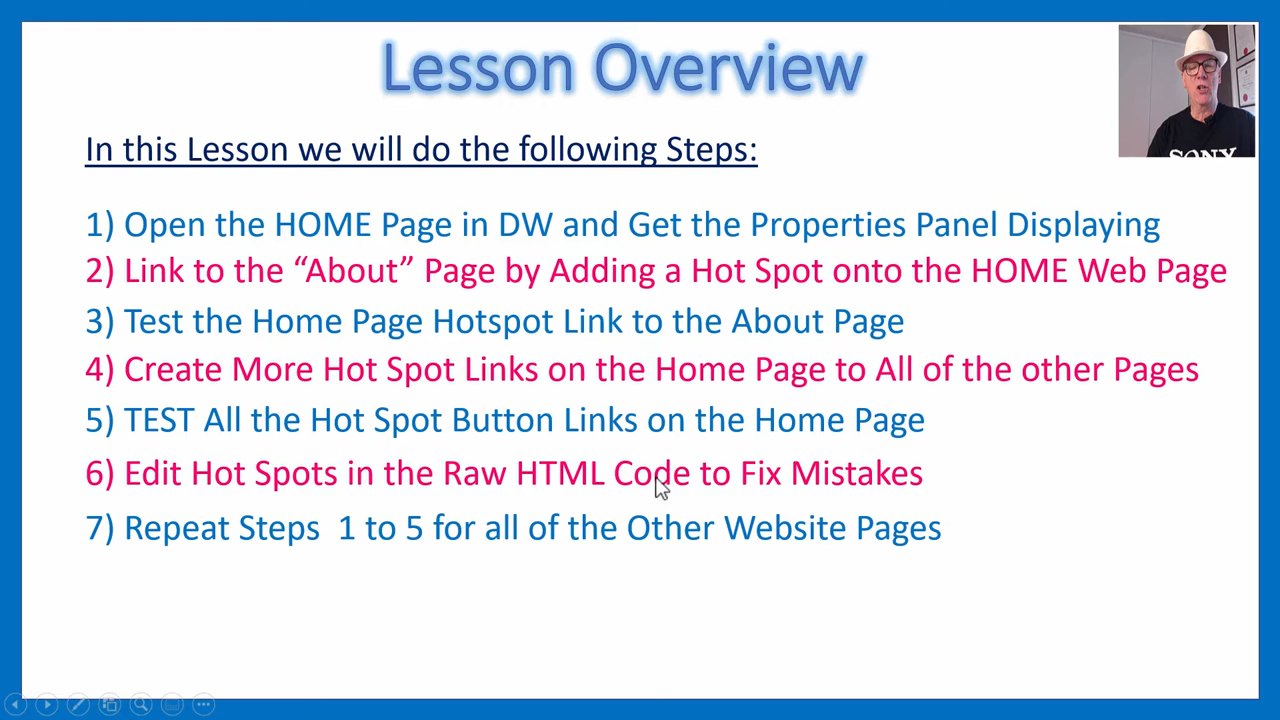 Lesson Overview
In this Lesson we will do the following Steps:
1) Open the HOME Page in DW and Get the Properties Panel Displaying
2) Link to the “About” Page by Adding a Hot Spot onto the HOME Web Page
3) Test the Home Page Hotspot Link to the About Page
4) Create More Hot Spot Links on the Home Page to All of the other Pages
5) TEST All the Hot Spot Button Links on the Home Page
6) Edit Hot Spots in the Raw HTML Code to Fix Mistakes
7) Repeat Steps  1 to 5 for all of the Other Website Pages
SONY